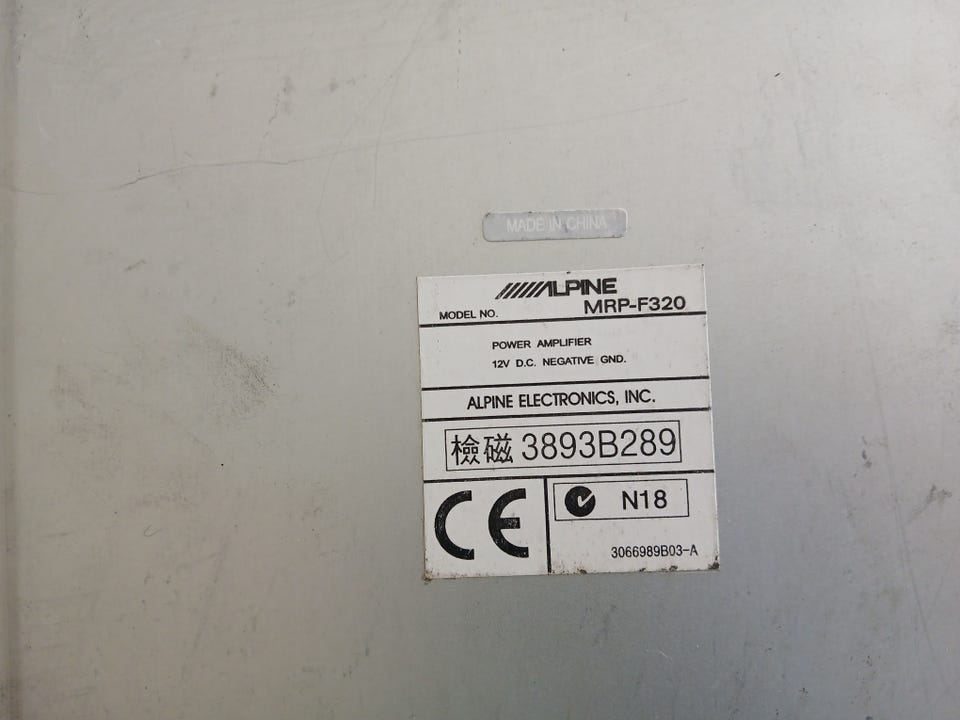 MADE IN CHINA
ALPINE
MODEL NO. MRP-F320
POWER AMPLIFIER
12V D.C. NEGATIVE GND.
ALPINE ELECTRONICS, INC.
檢磁 3893B289
CE
N18
3066989B03-A